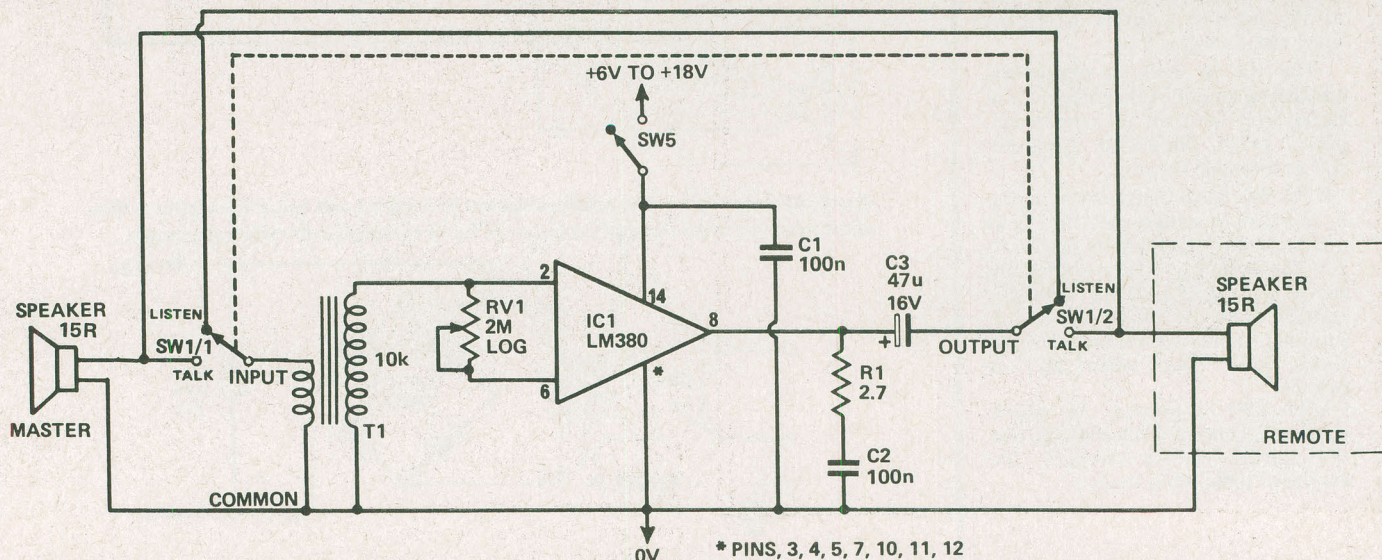 +6V TO +18V
SW5
C1
100n
C3
47u
16V
+
LISTEN
SW1/2
TALK
OUTPUT
SPEAKER
15R
REMOTE
SPEAKER
15R
MASTER
LISTEN
SW1/1
TALK
INPUT
10k
T1
RV1
2M
LOG
2
6
14
8
*
IC1
LM380
R1
2.7
C2
100n
COMMON
0V
* PINS, 3, 4, 5, 7, 10, 11, 12